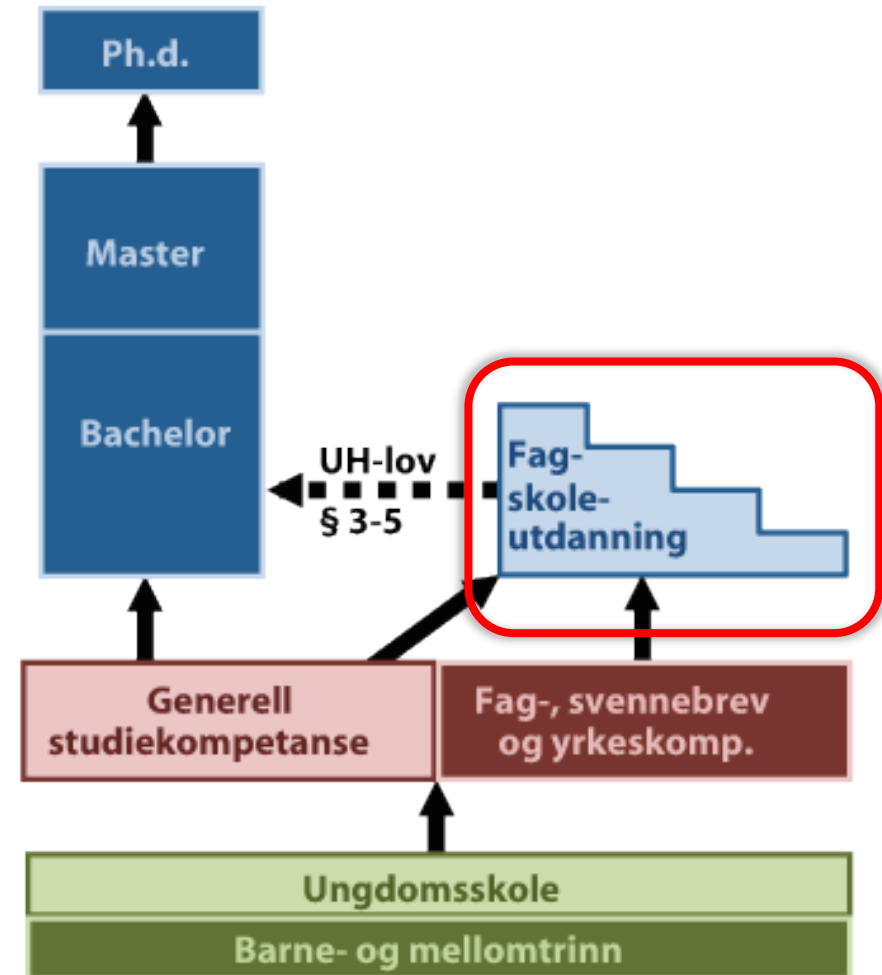 Ph.d.
Master
Bachelor
UH-lov
§ 3-5
Fag-
skole-
utdanning
Generell
studiekompetanse
Fag-, svennebrev
og yrkeskomp.
Ungdomsskole
Barne- og mellomtrinn